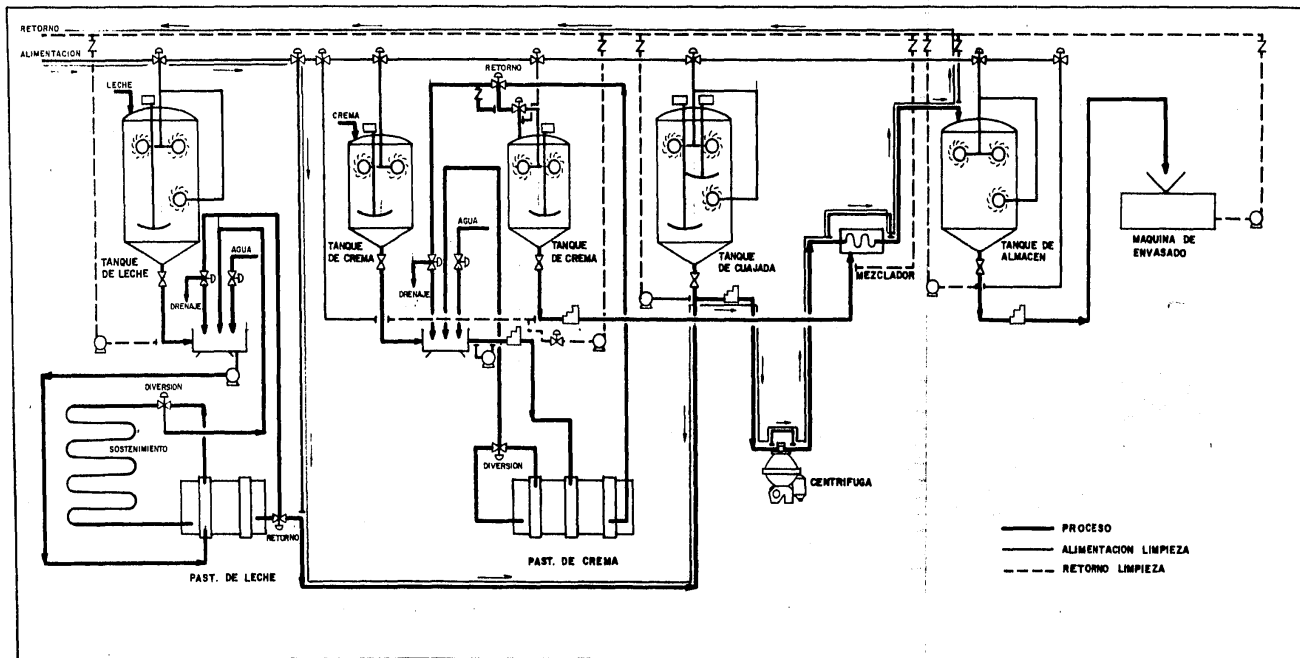 RETORNO
ALIMENTACION
LECHE
CREMA
RETORNO
TANQUE
DE LECHE
AGUA
DRENAJE
TANQUE
DE CREMA
AGUA
DRENAJE
TANQUE
DE CREMA
TANQUE
DE CUAJADA
MEZCLADOR
TANQUE DE
ALMACEN
MAQUINA DE
ENVASADO
DIVERSION
SOSTENIMIENTO
RETORNO
PAST. DE LECHE
DIVERSION
PAST. DE CREMA
CENTRIFUGA
PROCESO
ALIMENTACION LIMPIEZA
RETORNO LIMPIEZA